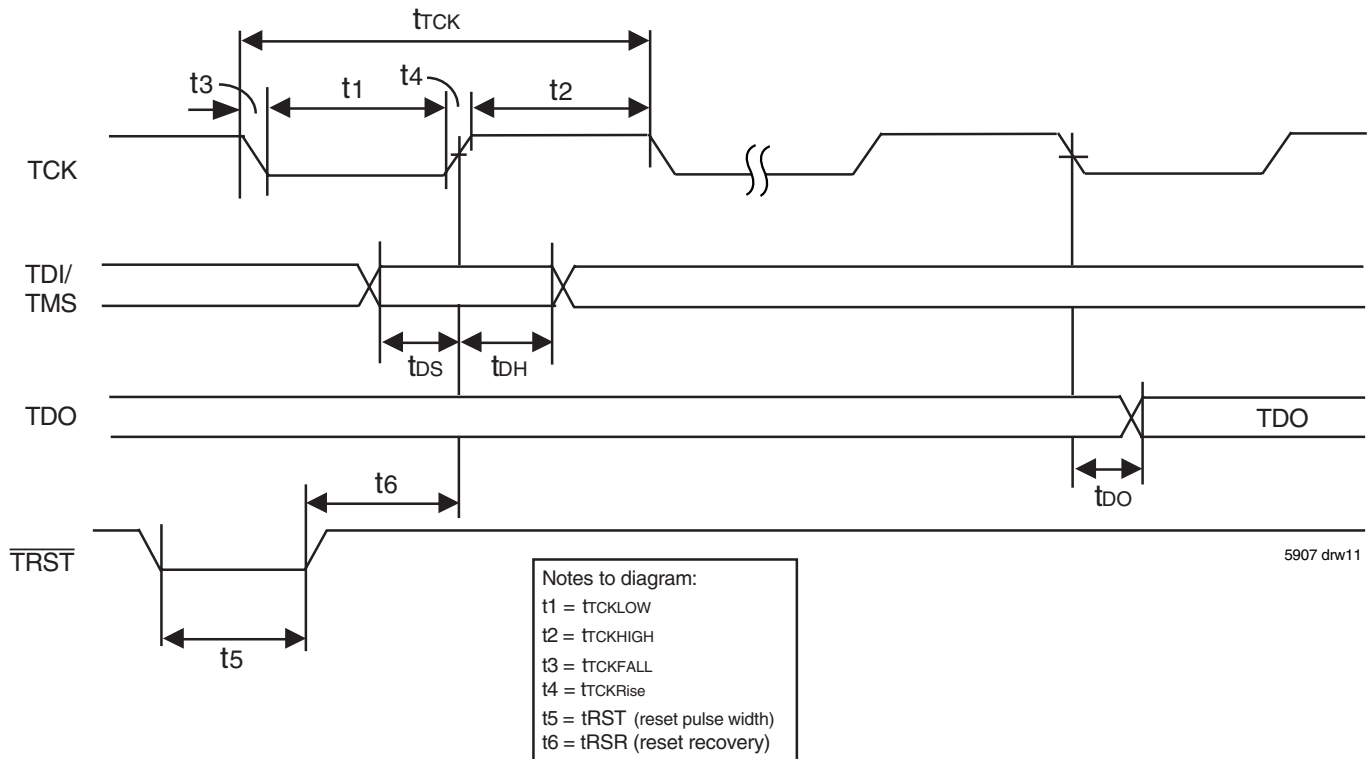 tTCK
t3
t1
t4
t2
TCK
TDI/
TMS
tDS
tDH
TDO
TDO
t6
tDO
TRST
5907 drw11
t5
Notes to diagram:
t1 = tTCKLOW
t2 = tTCKHIGH
t3 = tTCKFALL
t4 = tTCKRise
t5 = tRST (reset pulse width)
t6 = tRSR (reset recovery)